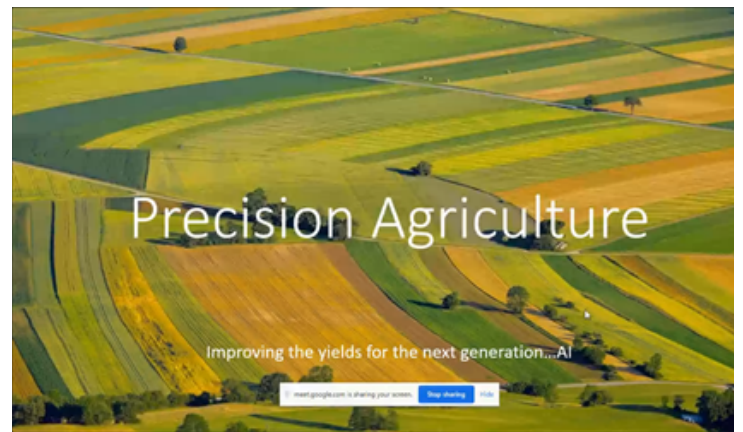 Precision Agriculture
Improving the yields for the next generation...AI
meet.google.com is sharing your screen. Stop sharing Hide